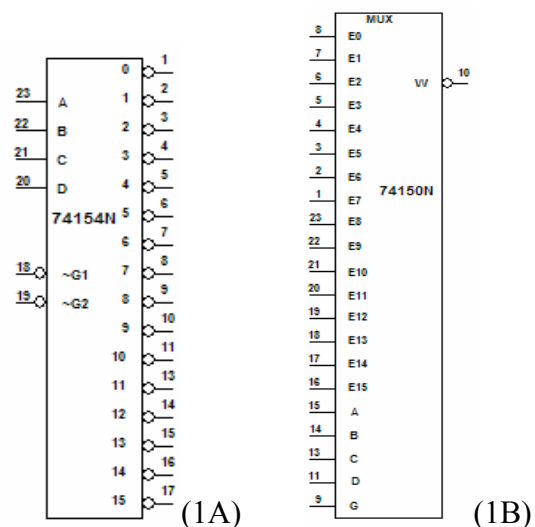 0 1
23 A 1 2
22 B 2 3
21 C 3 4
20 D 4 5
74154N 5 6
6 7
18 ~G1 7 8
19 ~G2 8 9
9 10
10 11
11 13
12 14
13 15
14 16
15 17
(1A)
MUX
8 E0
7 E1
6 E2 W 10
5 E3
4 E4
3 E5
2 E6
74150N
1 E7
23 E8
22 E9
21 E10
20 E11
19 E12
18 E13
17 E14
16 E15
15 A
14 B
13 C
11 D
9 G
(1B)